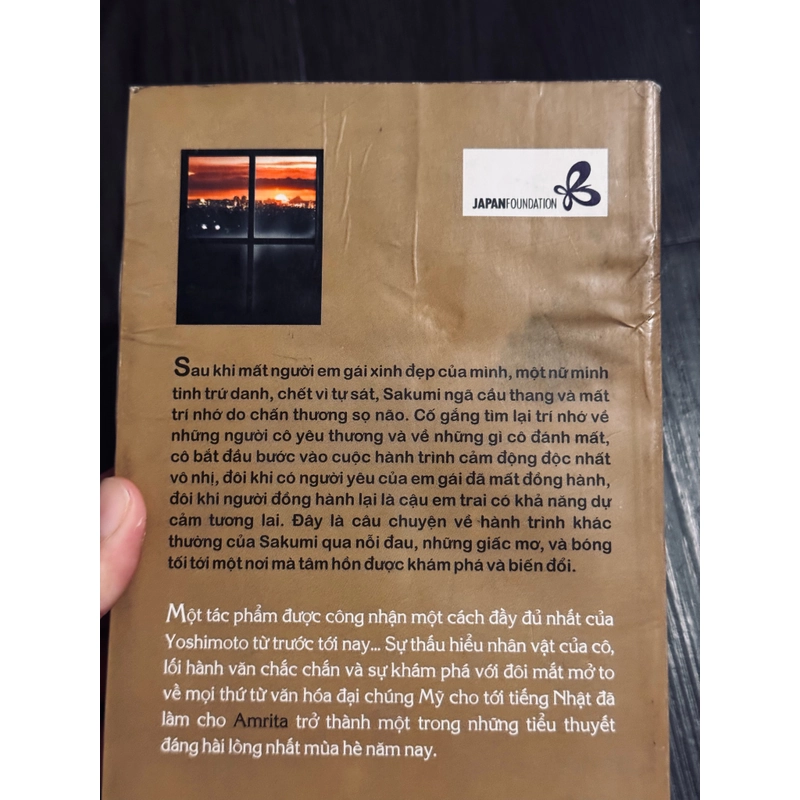 JAPANFOUNDATION
Sau khi mất người em gái xinh đẹp của mình, một nữ minh
tinh trứ danh, chết vì tự sát, Sakumi ngã cầu thang và mất
trí nhớ do chấn thương sọ não. Cố gắng tìm lại trí nhớ về
những người cô yêu thương và về những gì cô đánh mất,
cô bắt đầu bước vào cuộc hành trình cảm động độc nhất
vô nhị, đôi khi có người yêu của em gái đã mất đồng hành,
đôi khi người đồng hành lại là cậu em trai có khả năng dự
cảm tương lai. Đây là câu chuyện về hành trình khác
thường của Sakumi qua nỗi đau, những giấc mơ, và bóng
tối tới một nơi mà tâm hồn được khám phá và biến đổi.
Một tác phẩm được công nhận một cách đầy đủ nhất của
Yoshimoto từ trước tới nay... Sự thấu hiểu nhân vật của cô,
lối hành văn chắc chắn và sự khám phá với đôi mắt mở to
về mọi thứ từ văn hóa đại chúng Mỹ cho tới tiếng Nhật đã
làm cho Amrita trở thành một trong những tiểu thuyết
đáng hài lòng nhất mùa hè năm nay.